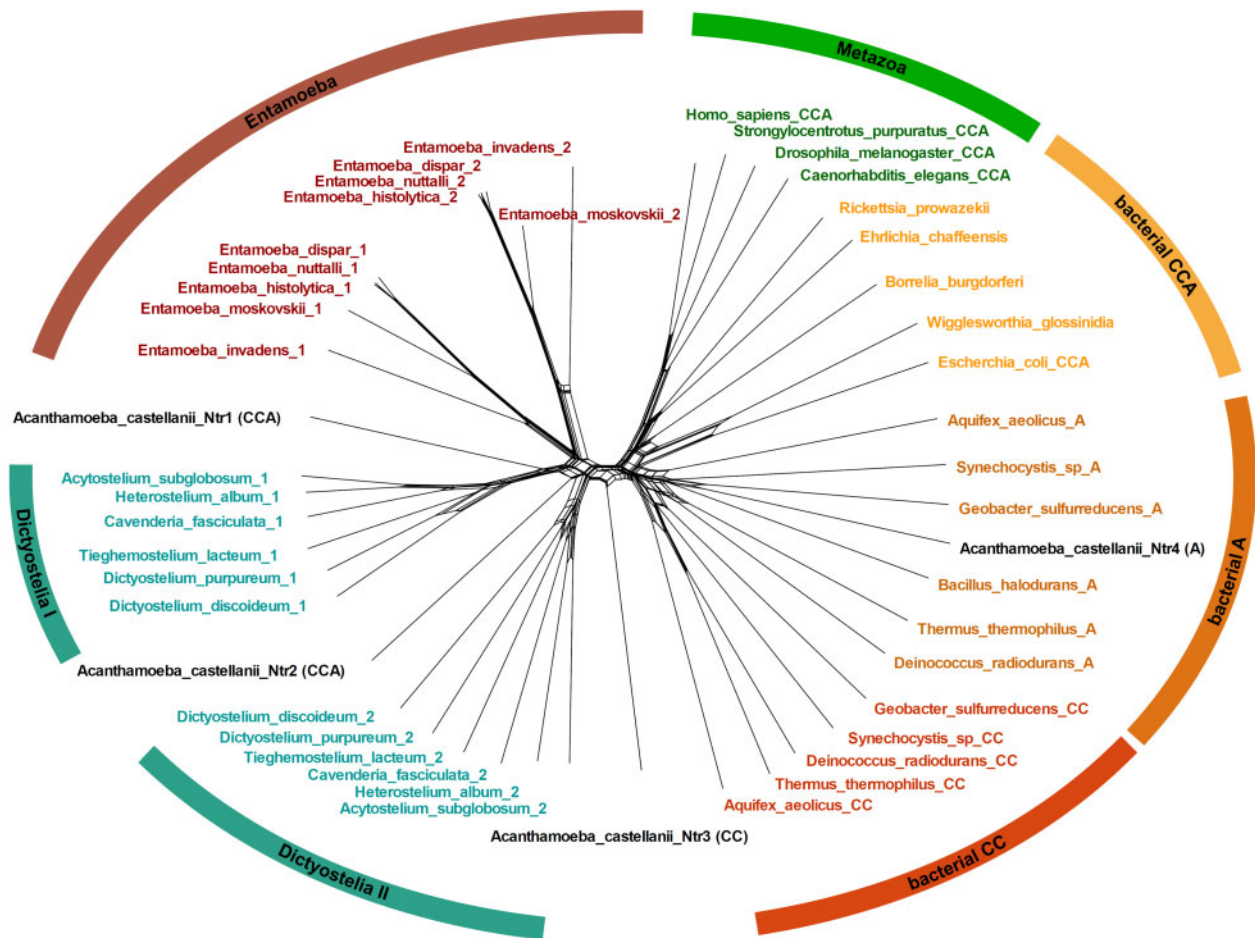 Entamoeba
Metazoa
bacterial CCA
bacterial A
bacterial CC
Dictyostelia II
Dictyostelia I
Homo_sapiens_CCA
Strongylocentrotus_purpuratus_CCA
Drosophila_melanogaster_CCA
Caenorhabditis_elegans_CCA
Rickettsia_prowazekii
Ehrlichia_chaffeensis
Borrelia_burgdorferi
Wigglesworthia_glossinidia
Escherchia_coli_CCA
Aquifex_aeolicus_A
Synechocystis_sp_A
Geobacter_sulfurreducens_A
Acanthamoeba_castellanii_Ntr4 (A)
Bacillus_halodurans_A
Thermus_thermophilus_A
Deinococcus_radiodurans_A
Geobacter_sulfurreducens_CC
Synechocystis_sp_CC
Deinococcus_radiodurans_CC
Thermus_thermophilus_CC
Aquifex_aeolicus_CC
Acanthamoeba_castellanii_Ntr3 (CC)
Entamoeba_invadens_2
Entamoeba_dispar_2
Entamoeba_nuttalli_2
Entamoeba_histolytica_2
Entamoeba_moskovskii_2
Entamoeba_dispar_1
Entamoeba_nuttalli_1
Entamoeba_histolytica_1
Entamoeba_moskovskii_1
Entamoeba_invadens_1
Acanthamoeba_castellanii_Ntr1 (CCA)
Acytostelium_subglobosum_1
Heterostelium_album_1
Cavenderia_fasciculata_1
Tieghemostelium_lacteum_1
Dictyostelium_purpureum_1
Dictyostelium_discoideum_1
Acanthamoeba_castellanii_Ntr2 (CCA)
Dictyostelium_discoideum_2
Dictyostelium_purpureum_2
Tieghemostelium_lacteum_2
Cavenderia_fasciculata_2
Heterostelium_album_2
Acytostelium_subglobosum_2